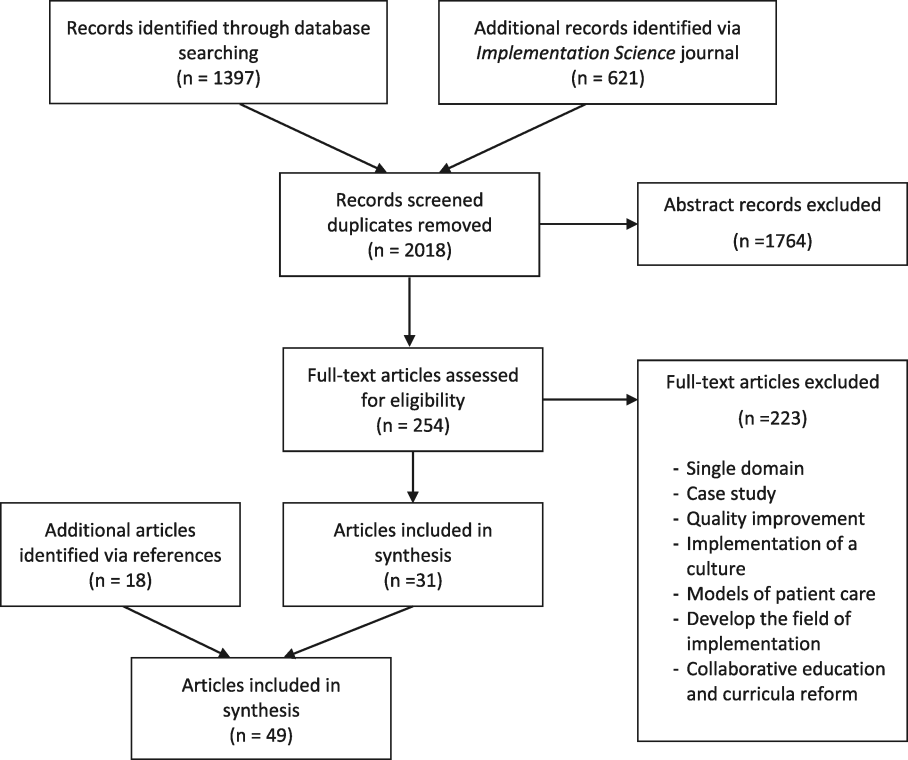 Records identified through database
searching
(n = 1397)
Additional records identified via
Implementation Science journal
(n = 621)
Records screened
duplicates removed
(n = 2018)
Abstract records excluded
(n =1764)
Full-text articles assessed
for eligibility
(n = 254)
Full-text articles excluded
(n =223)
- Single domain
- Case study
- Quality improvement
- Implementation of a
culture
- Models of patient care
- Develop the field of
implementation
- Collaborative education
and curricula reform
Additional articles
identified via references
(n = 18)
Articles included in
synthesis
(n =31)
Articles included in
synthesis
(n = 49)